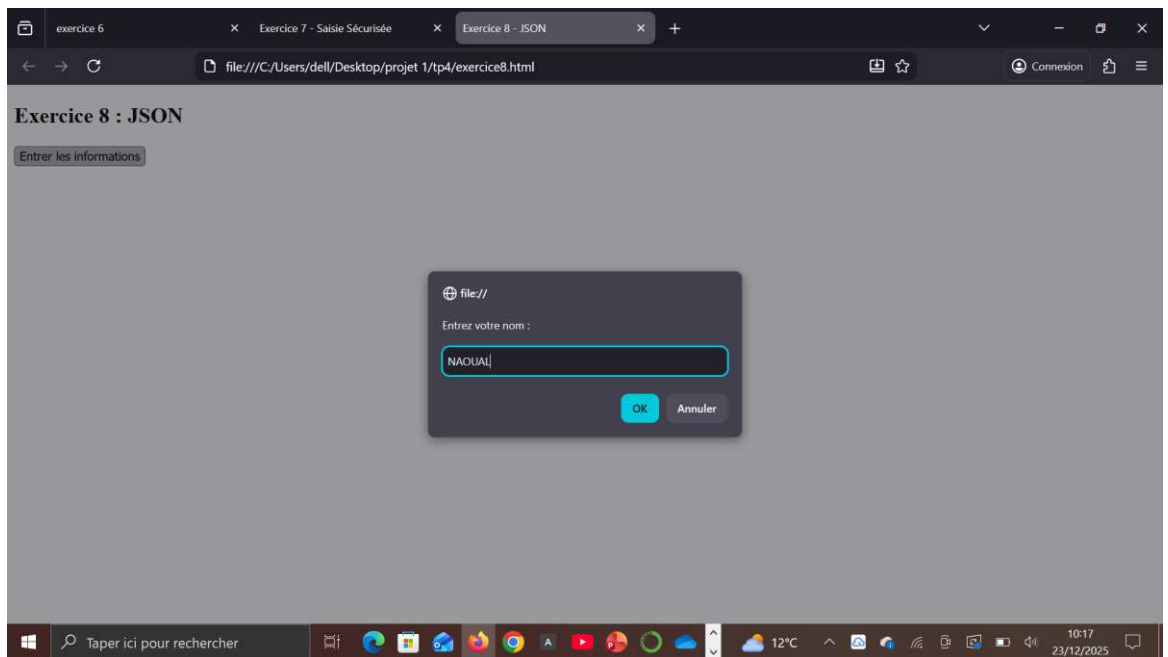 exercice 6
Exercice 7 - Saisie Sécurisée
Exercice 8 - JSON
file:///C:/Users/dell/Desktop/projet 1/tp4/exercice8.html
Connexion
Exercice 8 : JSON
Entrer les informations
file://
Entrez votre nom :
NAOUAL
OK Annuler
Taper ici pour rechercher
A
12°C
10:17
23/12/2025